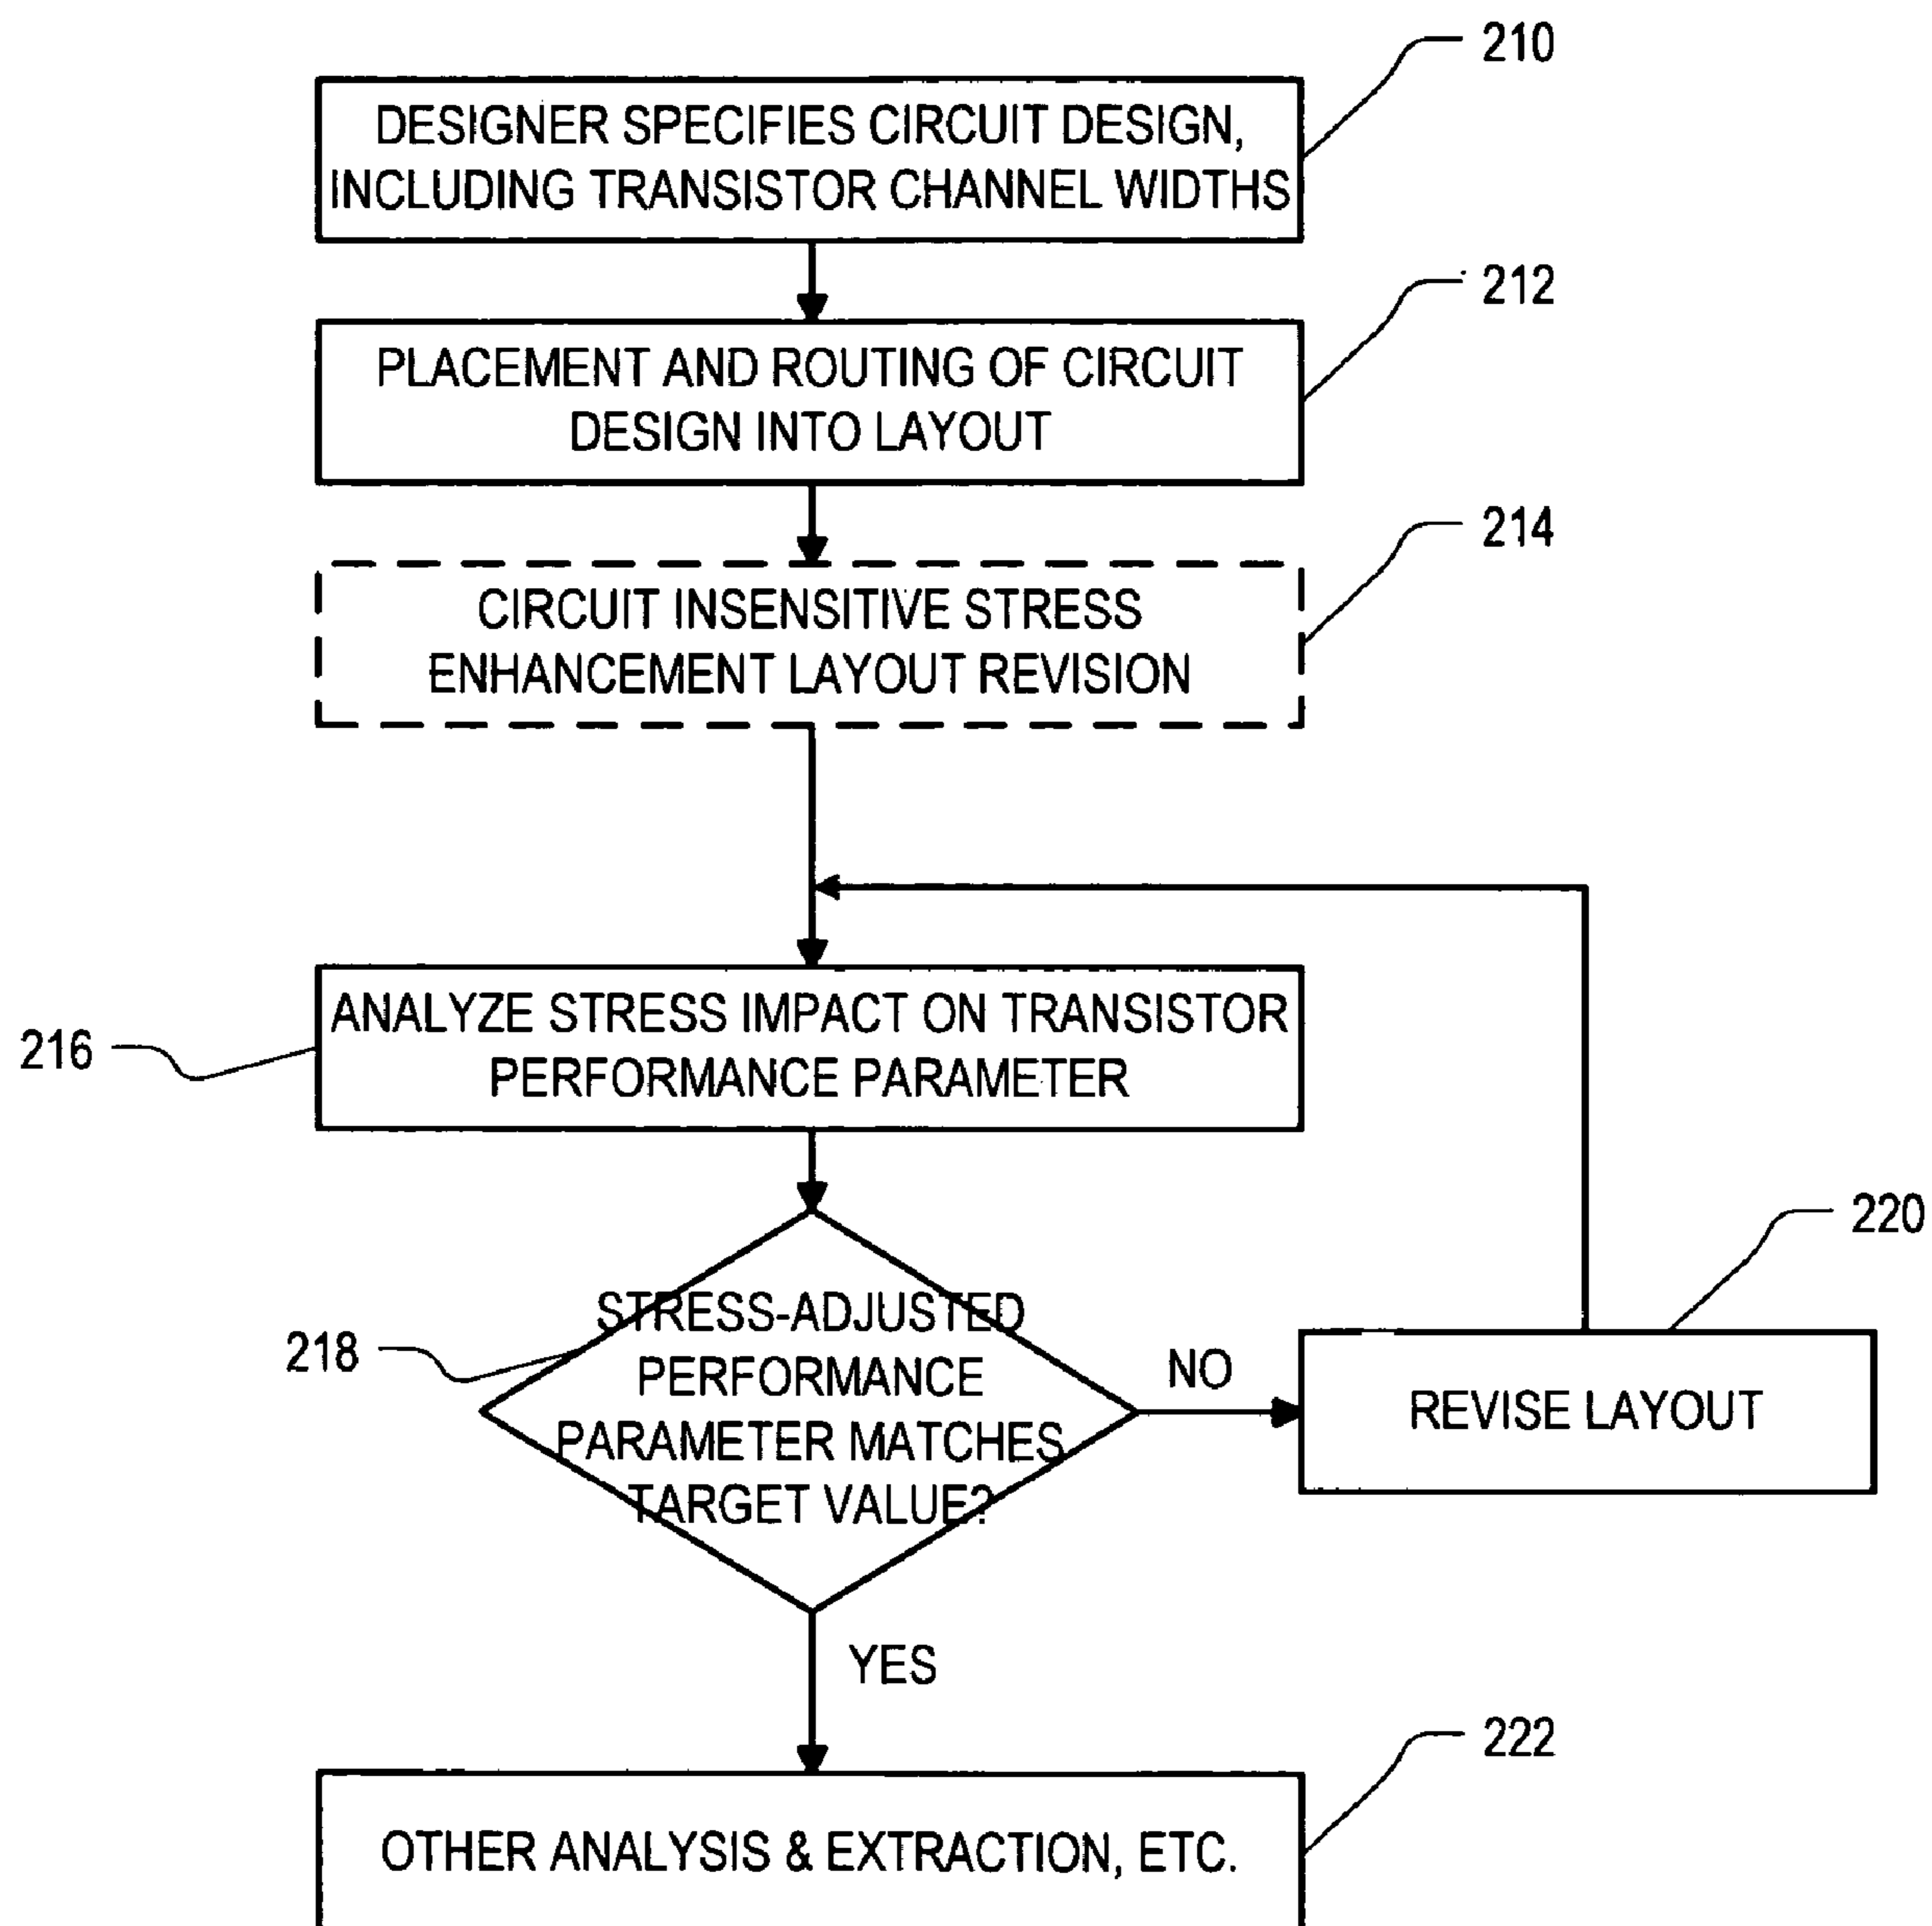 210
DESIGNER SPECIFIES CIRCUIT DESIGN,
INCLUDING TRANSISTOR CHANNEL WIDTHS
212
PLACEMENT AND ROUTING OF CIRCUIT
DESIGN INTO LAYOUT
214
CIRCUIT INSENSITIVE STRESS
ENHANCEMENT LAYOUT REVISION
216
ANALYZE STRESS IMPACT ON TRANSISTOR
PERFORMANCE PARAMETER
218
STRESS-ADJUSTED
PERFORMANCE
PARAMETER MATCHES
TARGET VALUE?
NO
220
REVISE LAYOUT
YES
222
OTHER ANALYSIS & EXTRACTION, ETC.